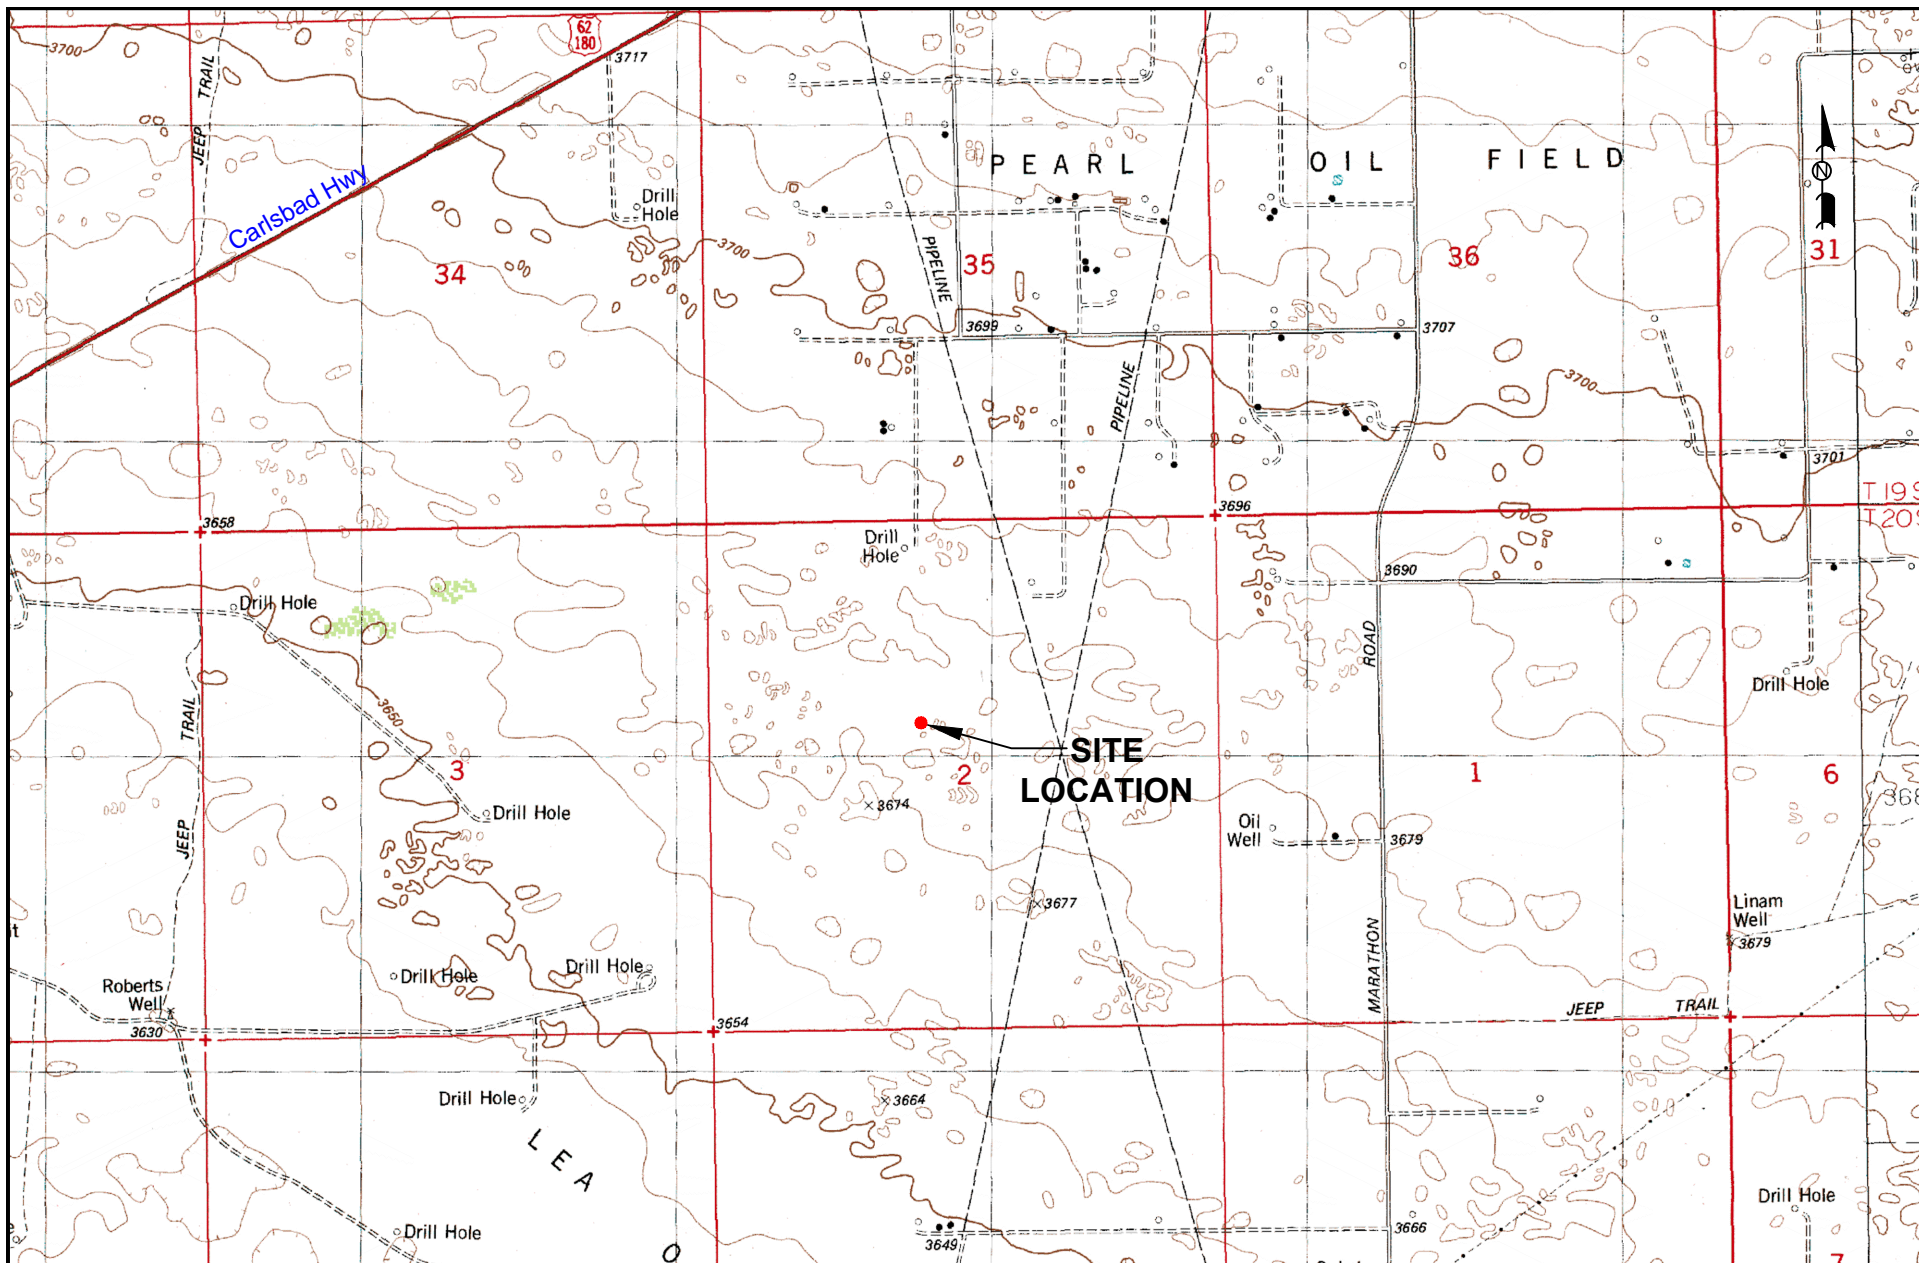 3700
JEEP TRAIL
62
180
3717
Carlsbad Hwy
Drill
Hole
34
3700
PIPELINE
35
PEARL OIL FIELD
36
N
31
3699
3707
PIPELINE
3700
3701
T19S
T20S
3658
3696
Drill
Hole
3690
Drill Hole
ROAD
Drill Hole
JEEP TRAIL
3650
3
2
SITE
LOCATION
1
6
3674
Drill Hole
Oil
Well
3679
3677
MARATHON
Linam
Well
3679
Roberts
Well
3630
Drill Hole
Drill Hole
3654
JEEP TRAIL
Drill Hole
3664
LEA
Drill Hole
3649
3666
Drill Hole
7